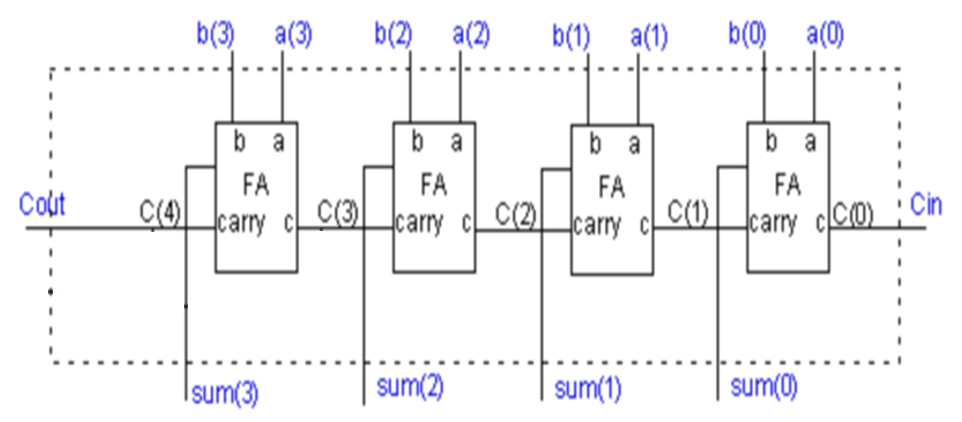 b(3) a(3) b(2) a(2) b(1) a(1) b(0) a(0)
b a b a b a b a
FA FA FA FA
Cout C(4) C(3) C(2) C(1) C(0) Cin
carry c carry c carry c carry c
sum(3) sum(2) sum(1) sum(0)